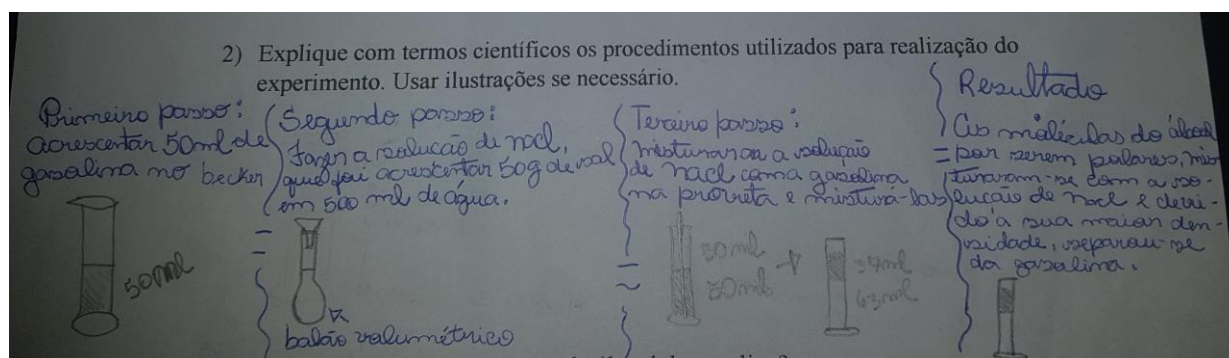 2) Explique com termos científicos os procedimentos utilizados para realização do
experimento. Usar ilustrações se necessário.
Primeiro passo:
acrescentar 50ml de
gasolina no becker
50ml
Segundo passo:
fazer a solução de nacl,
que foi acrescentar 50g de sal
em 500 ml de água.
balão volumétrico
Terceiro passo:
misturaram a solução
de nacl com a gasolina
na proveta e misturá-las
50ml
50ml
37ml
63ml
Resultado
As moléculas do álcool
por serem polares, mis
turaram-se com a so-
lução de nacl e devi-
do à sua maior den-
sidade, separou-se
da gasolina.